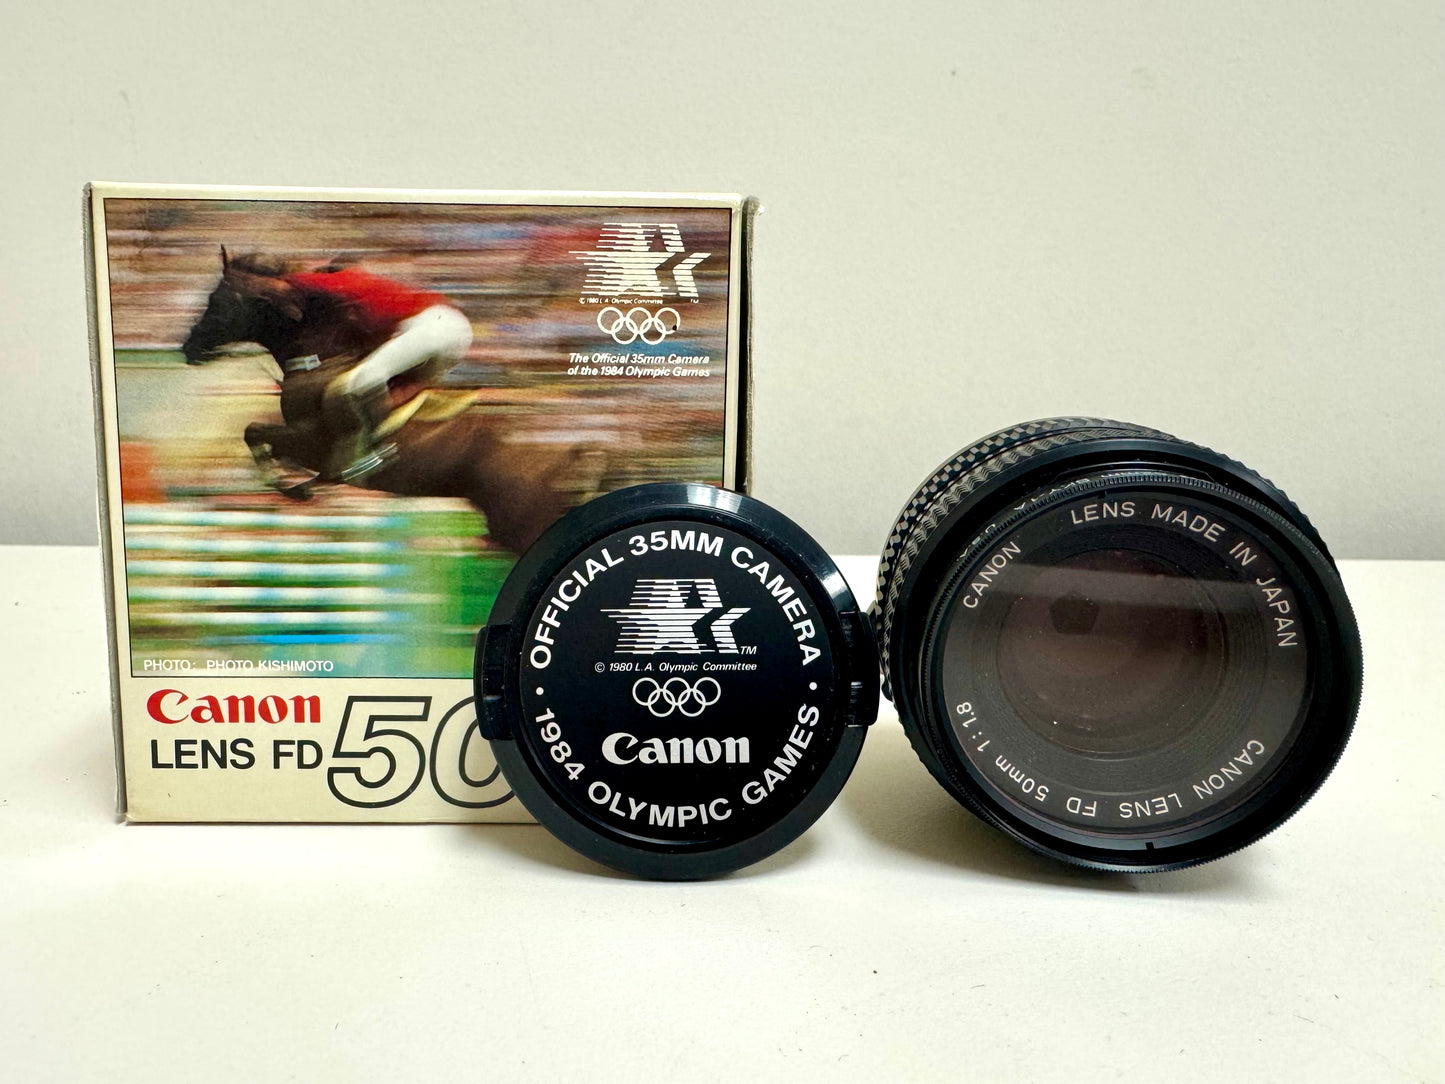 © 1980 L.A. Olympic Committee TM
The Official 35mm Camera
of the 1984 Olympic Games
PHOTO: PHOTO KISHIMOTO
Canon
LENS FD 50
OFFICIAL 35MM CAMERA
TM
© 1980 L.A. Olympic Committee
Canon
• 1984 OLYMPIC GAMES •
CANON LENS MADE IN JAPAN
CANON LENS FD 50mm 1:1.8